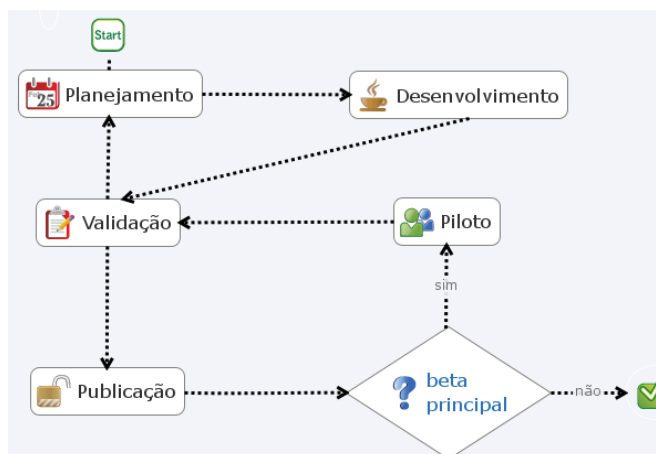 Start
Planejamento
Desenvolvimento
Validação
Piloto
sim
Publicação
beta
principal
não